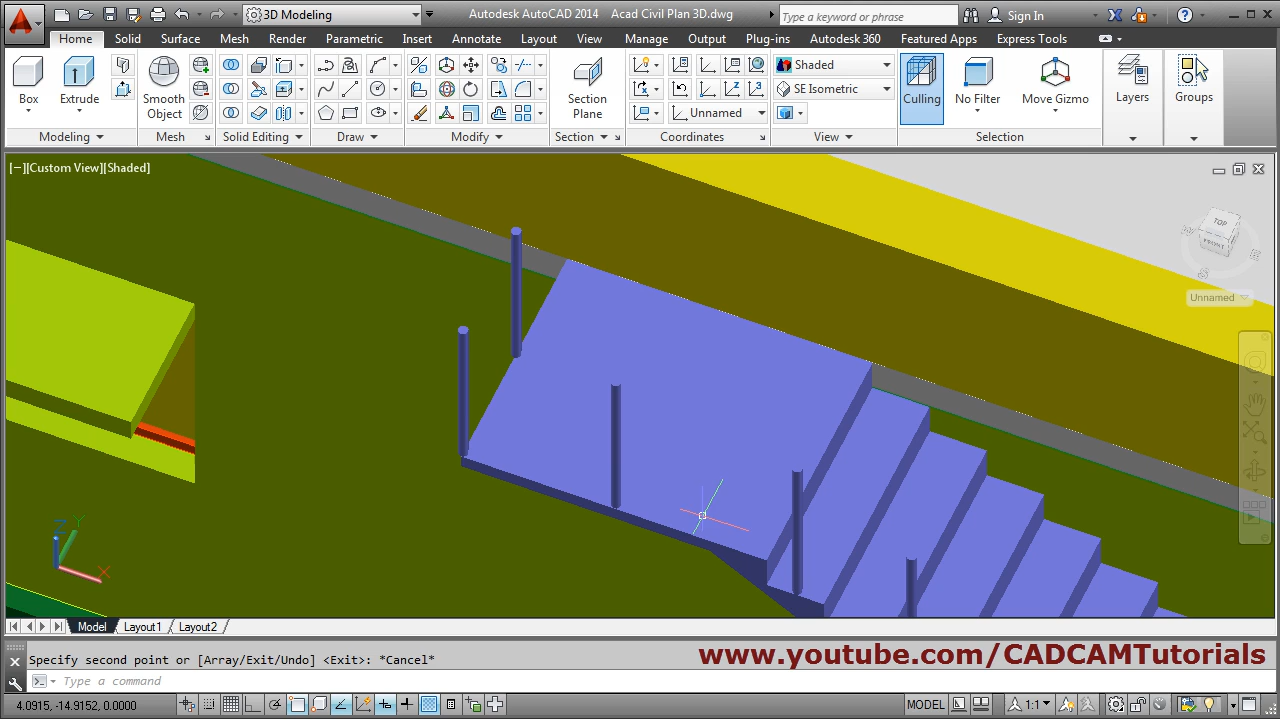 3D Modeling
Autodesk AutoCAD 2014 Acad Civil Plan 3D.dwg
Type a keyword or phrase
Sign In
Home Solid Surface Mesh Render Parametric Insert Annotate Layout View Manage Output Plug-ins Autodesk 360 Featured Apps Express Tools
Box
Extrude
Smooth
Object
Section
Plane
Unnamed
Shaded
SE Isometric
Culling
No Filter
Move Gizmo
Layers
Groups
Modeling
Mesh
Solid Editing
Draw
Modify
Section
Coordinates
View
Selection
[−][Custom View][Shaded]
TOP
FRONT
Unnamed
Z
Y
X
Model Layout1 Layout2
Specify second point or [Array/Exit/Undo] <Exit>: *Cancel*
Type a command
www.youtube.com/CADCAMTutorials
4.0915, -14.9152, 0.0000
MODEL
1:1